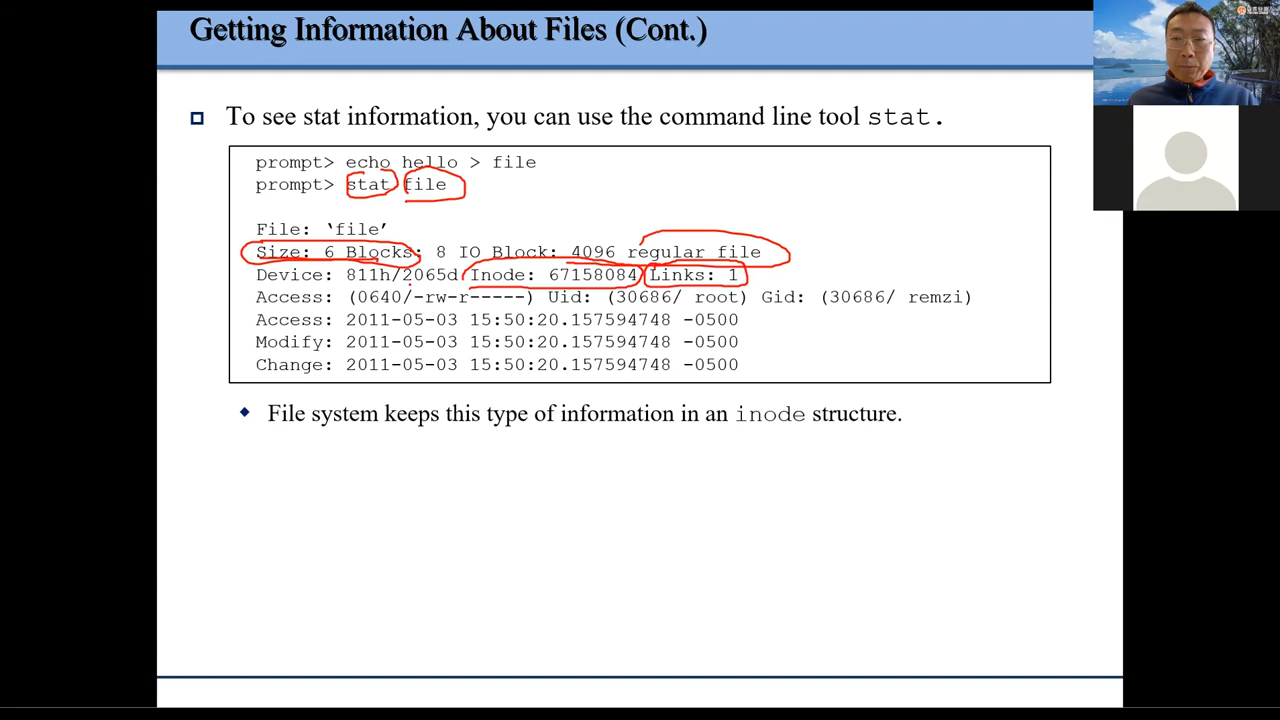 Getting Information About Files (Cont.)
To see stat information, you can use the command line tool stat.
prompt> echo hello > file
prompt> stat file
File: ‘file’
Size: 6 Blocks: 8 IO Block: 4096 regular file
Device: 811h/2065d Inode: 67158084 Links: 1
Access: (0640/-rw-r-----) Uid: (30686/ root) Gid: (30686/ remzi)
Access: 2011-05-03 15:50:20.157594748 -0500
Modify: 2011-05-03 15:50:20.157594748 -0500
Change: 2011-05-03 15:50:20.157594748 -0500
File system keeps this type of information in an inode structure.